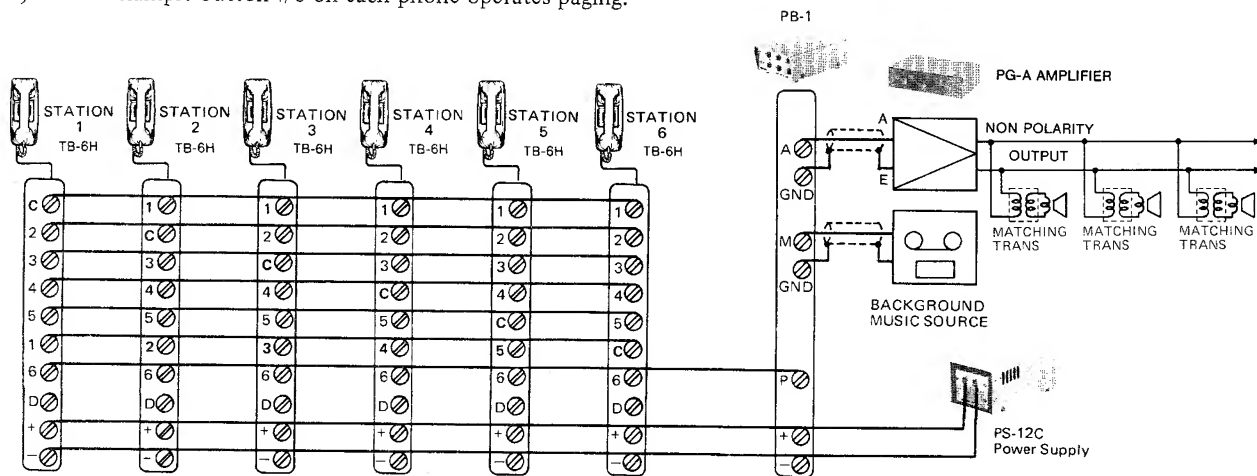 Button #6 on each phone operates paging.
PB-1
PG-A AMPLIFIER
STATION
1
TB-6H
STATION
2
TB-6H
STATION
3
TB-6H
STATION
4
TB-6H
STATION
5
TB-6H
STATION
6
TB-6H
C
2
3
4
5
1
6
D
+
-
1
C
3
4
5
2
6
D
+
-
1
2
C
4
5
3
6
D
+
-
1
2
3
C
5
4
6
D
+
-
1
2
3
4
C
5
6
D
+
-
1
2
3
4
5
C
6
D
+
-
A
GND
M
GND
P
+
-
A
E
NON POLARITY
OUTPUT
MATCHING
TRANS
MATCHING
TRANS
MATCHING
TRANS
BACKGROUND
MUSIC SOURCE
PS-12C
Power Supply